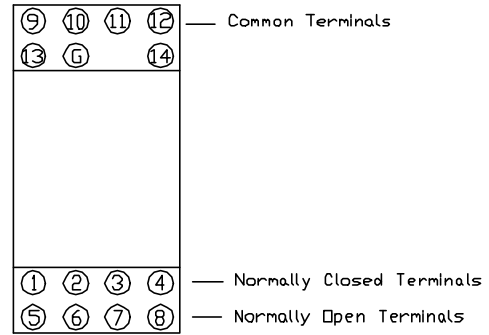 9 10 11 12 Common Terminals
13 G 14
1 2 3 4 Normally Closed Terminals
5 6 7 8 Normally Open Terminals